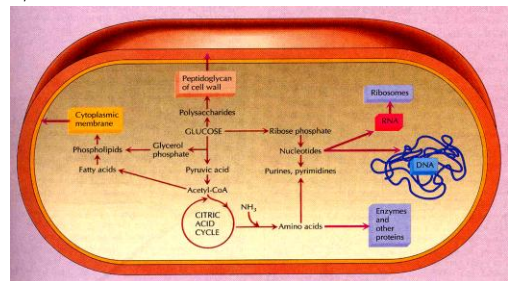 Peptidoglycan
of cell wall
Ribosomes
Cytoplasmic
membrane
Polysaccharides
RNA
GLUCOSE
Ribose phosphate
Phospholipids
Glycerol
phosphate
Nucleotides
DNA
Fatty acids
Pyruvic acid
Purines, pyrimidines
Acetyl-CoA
CITRIC
ACID
CYCLE
NH3
Amino acids
Enzymes
and
other
proteins